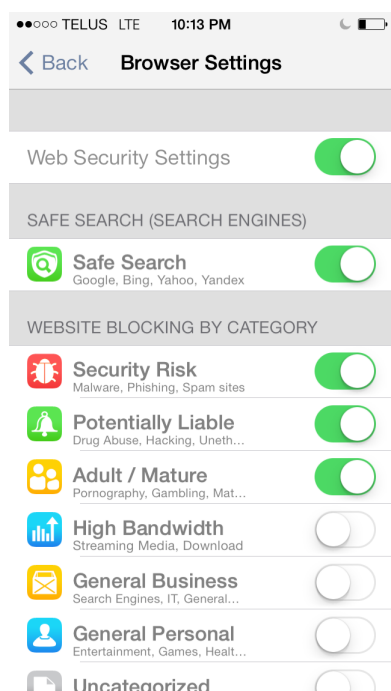 TELUS LTE 10:13 PM
Back Browser Settings
Web Security Settings
SAFE SEARCH (SEARCH ENGINES)
Safe Search
Google, Bing, Yahoo, Yandex
WEBSITE BLOCKING BY CATEGORY
Security Risk
Malware, Phishing, Spam sites
Potentially Liable
Drug Abuse, Hacking, Uneth...
Adult / Mature
Pornography, Gambling, Mat...
High Bandwidth
Streaming Media, Download
General Business
Search Engines, IT, General...
General Personal
Entertainment, Games, Healt...
Uncategorized